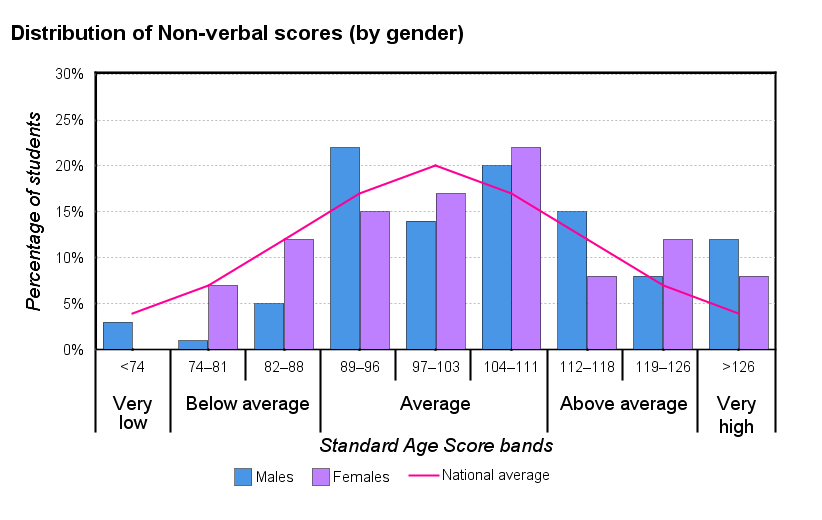 Distribution of Non-verbal scores (by gender)
30%
25%
20%
15%
10%
5%
0%
Percentage of students
<74 74–81 82–88 89–96 97–103 104–111 112–118 119–126 >126
Very low Below average Average Above average Very high
Standard Age Score bands
Males Females National average